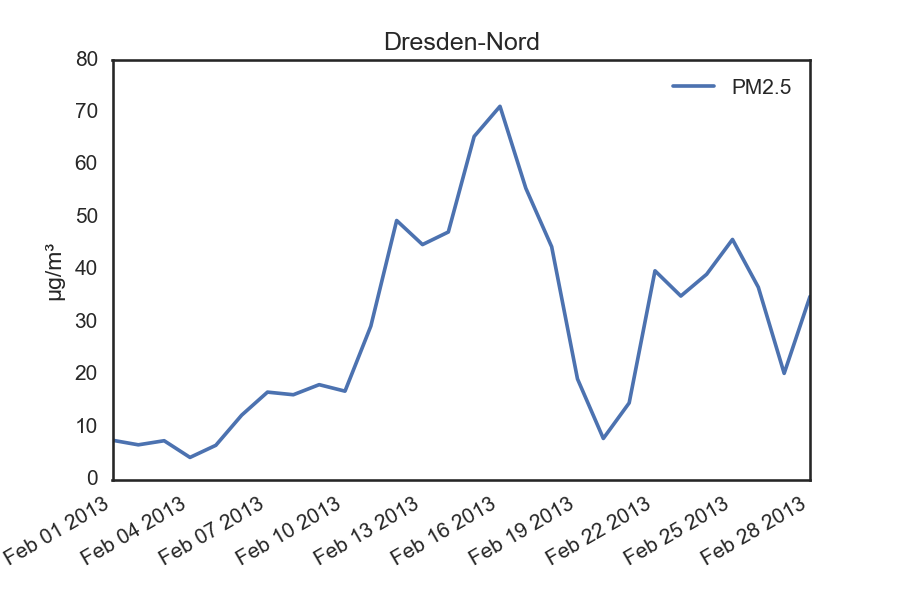 Dresden-Nord
80
70
60
50
40
30
20
10
0
µg/m³
PM2.5
Feb 01 2013
Feb 04 2013
Feb 07 2013
Feb 10 2013
Feb 13 2013
Feb 16 2013
Feb 19 2013
Feb 22 2013
Feb 25 2013
Feb 28 2013